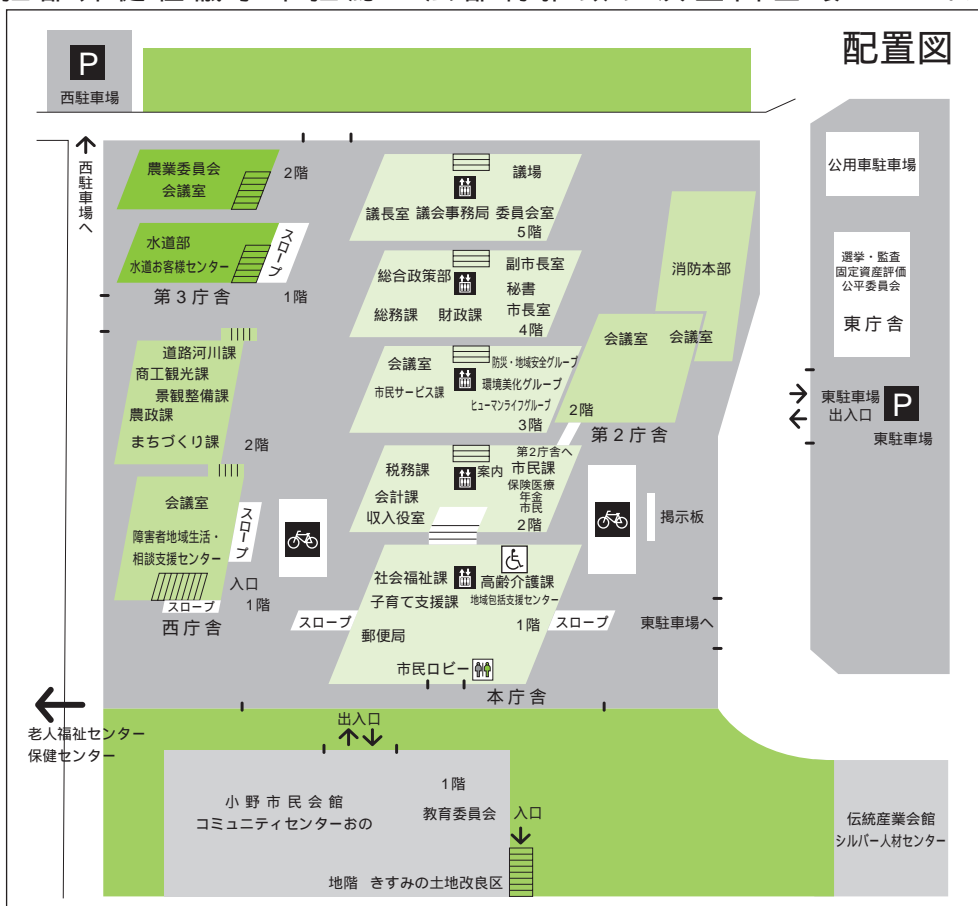 配置図
P
西駐車場
西駐車場へ
農業委員会
会議室
2階
水道部
水道お客様センター
スロープ
第3庁舎
1階
議場
議長室 議会事務局 委員会室
5階
総合政策部
副市長室
秘書
総務課 財政課 市長室
4階
会議室
防災・地域安全グループ
市民サービス課
環境美化グループ
ヒューマンライフグループ
3階
消防本部
会議室 会議室
2階
第2庁舎
公用車駐車場
選挙・監査
固定資産評価
公平委員会
東庁舎
東駐車場
出入口
P
東駐車場
道路河川課
商工観光課
景観整備課
農政課
まちづくり課
2階
会議室
障害者地域生活・
相談支援センター
スロープ
入口
1階
スロープ
西庁舎
第2庁舎へ
税務課
案内
市民課
会計課
保険医療
年金
市民
収入役室
2階
掲示板
社会福祉課
高齢介護課
子育て支援課
地域包括支援センター
1階
スロープ
スロープ
郵便局
市民ロビー
本庁舎
東駐車場へ
老人福祉センター
保健センター
出入口
小野市民会館
コミュニティセンターおの
1階
教育委員会
入口
地階 きすみの土地改良区
伝統産業会館
シルバー人材センター